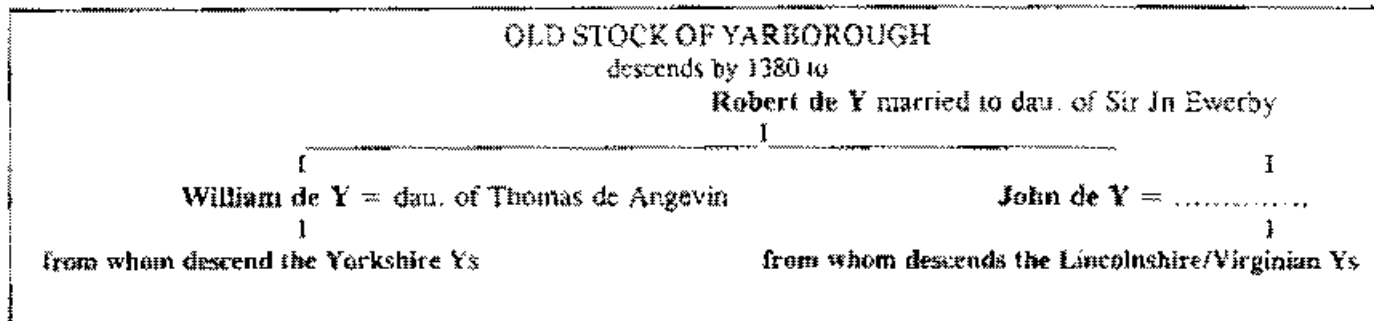 OLD STOCK OF YARBOROUGH
descends by 1380 to
Robert de Y married to dau. of Sir Jn Ewerby
I
I I
William de Y = dau. of Thomas de Angevin John de Y = .............
I I
from whom descend the Yorkshire Ys from whom descends the Lincolnshire/Virginian Ys